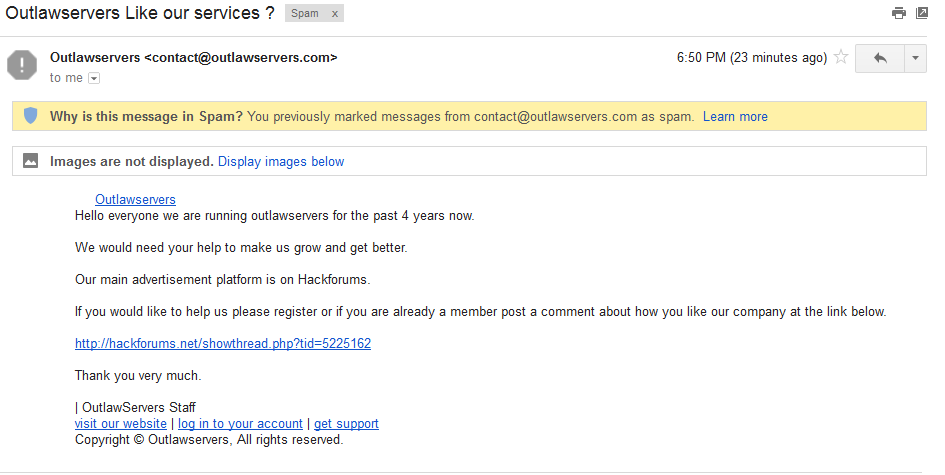 Outlawservers Like our services ? Spam x
Outlawservers <contact@outlawservers.com> 6:50 PM (23 minutes ago)
to me
Why is this message in Spam? You previously marked messages from contact@outlawservers.com as spam. Learn more
Images are not displayed. Display images below
Outlawservers
Hello everyone we are running outlawservers for the past 4 years now.
We would need your help to make us grow and get better.
Our main advertisement platform is on Hackforums.
If you would like to help us please register or if you are already a member post a comment about how you like our company at the link below.
http://hackforums.net/showthread.php?tid=5225162
Thank you very much.
| OutlawServers Staff
visit our website | log in to your account | get support
Copyright © Outlawservers, All rights reserved.